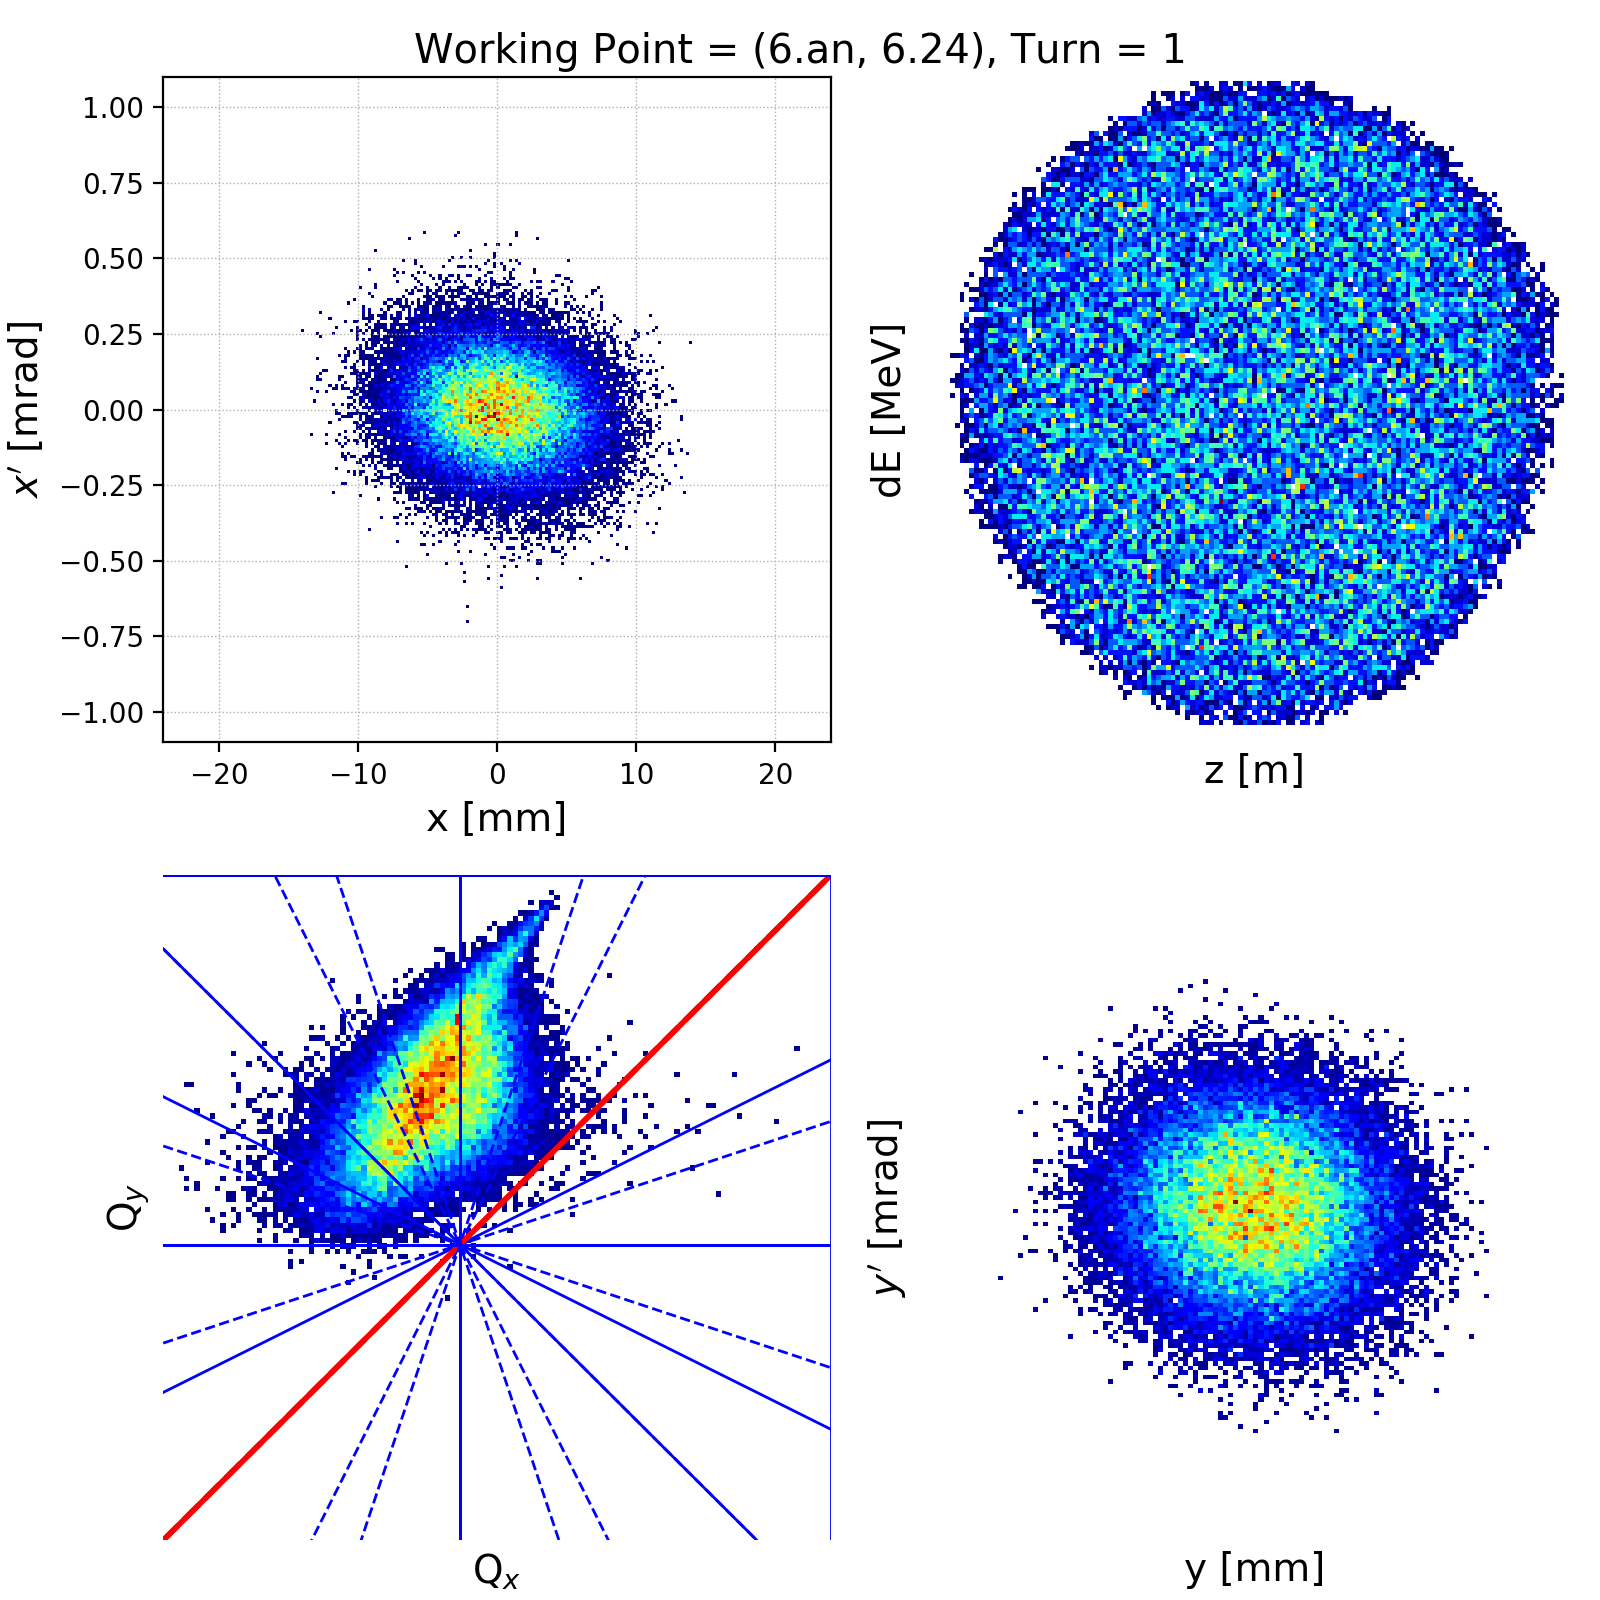 Working Point = (6.an, 6.24), Turn = 1
1.00
0.75
0.50
0.25
0.00
−0.25
−0.50
−0.75
−1.00
x′ [mrad]
−20 −10 0 10 20
x [mm]
dE [MeV]
z [m]
Qy
Qx
y′ [mrad]
y [mm]